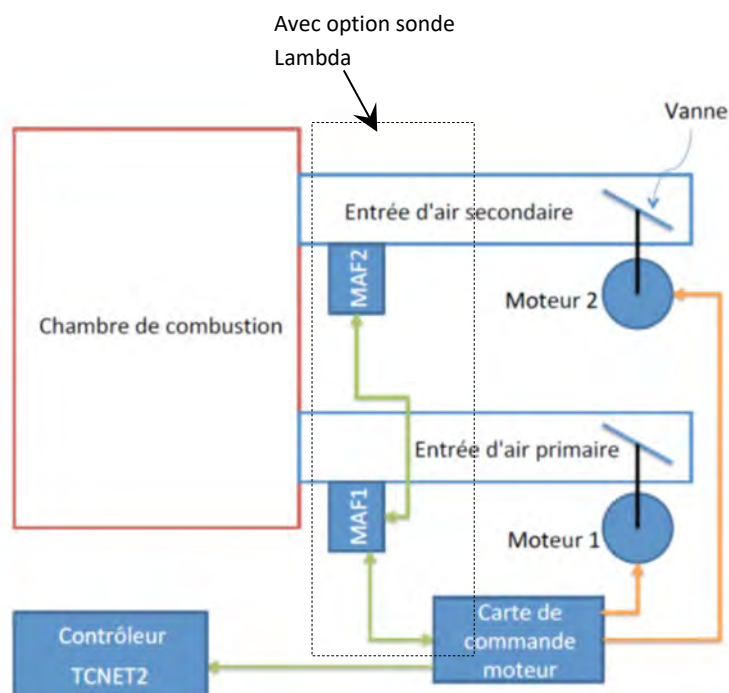 Avec option sonde
Lambda
Vanne
Entrée d'air secondaire
MAF2
Moteur 2
Chambre de combustion
Entrée d'air primaire
MAF1
Moteur 1
Carte de
commande
moteur
Contrôleur
TCNET2